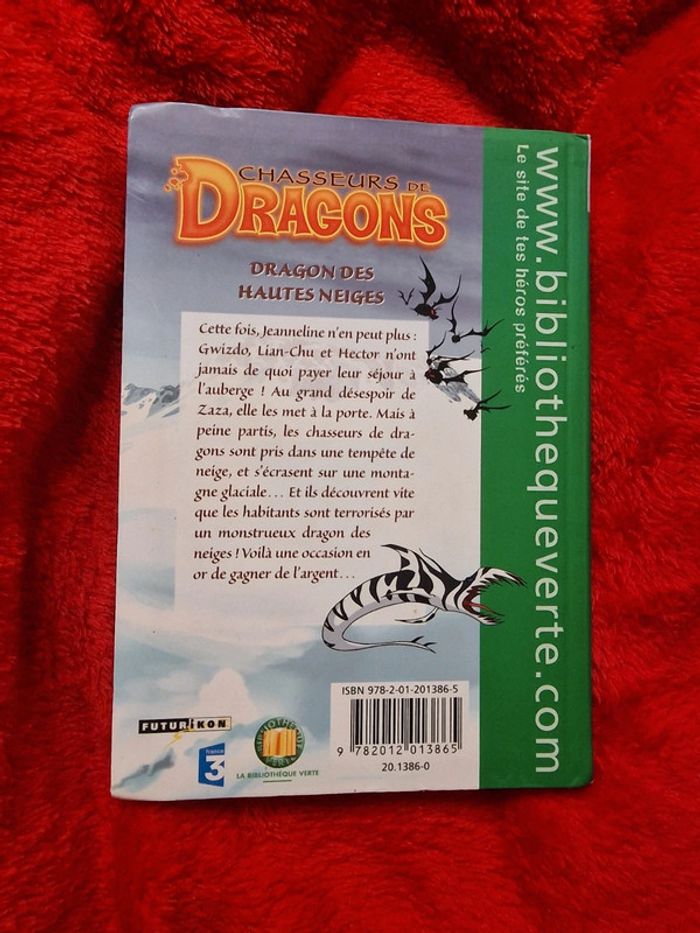 CHASSEURS DE
DRAGONS
DRAGON DES
HAUTES NEIGES
Cette fois, Jeanneline n'en peut plus :
Gwizdo, Lian-Chu et Hector n'ont
jamais de quoi payer leur séjour à
l'auberge ! Au grand désespoir de
Zaza, elle les met à la porte. Mais à
peine partis, les chasseurs de dra-
gons sont pris dans une tempête de
neige, et s'écrasent sur une monta-
gne glaciale… Et ils découvrent vite
que les habitants sont terrorisés par
un monstrueux dragon des
neiges ! Voilà une occasion en
or de gagner de l'argent…
www.bibliothequeverte.com
Le site de tes héros préférés
ISBN 978-2-01-201386-5
9 782012 013865
20.1386-0
FUTURIKON
france
3
BIBLIOTHÈQUE
VERTE
LA BIBLIOTHÈQUE VERTE